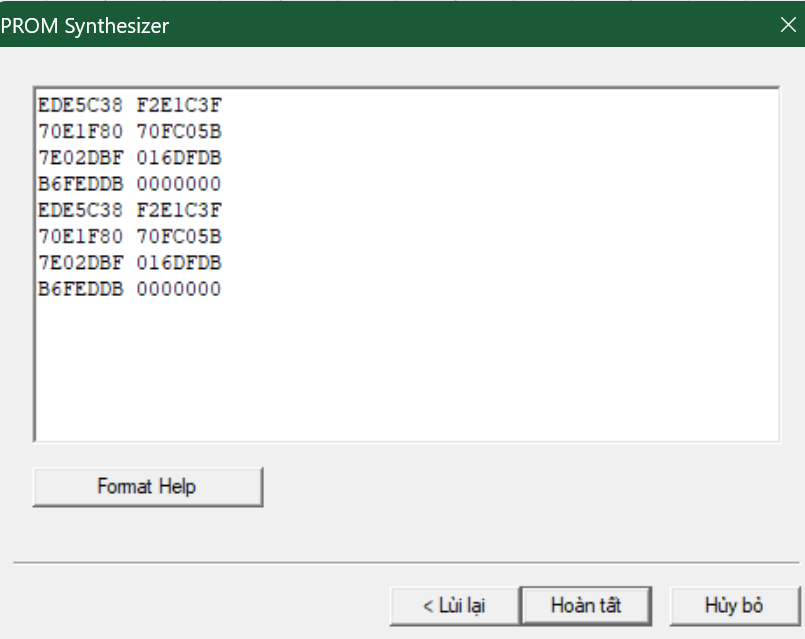 PROM Synthesizer
EDE5C38 F2E1C3F
70E1F80 70FC05B
7E02DBF 016DFDB
B6FEDDB 0000000
EDE5C38 F2E1C3F
70E1F80 70FC05B
7E02DBF 016DFDB
B6FEDDB 0000000
Format Help
< Lùi lại
Hoàn tất
Hủy bỏ